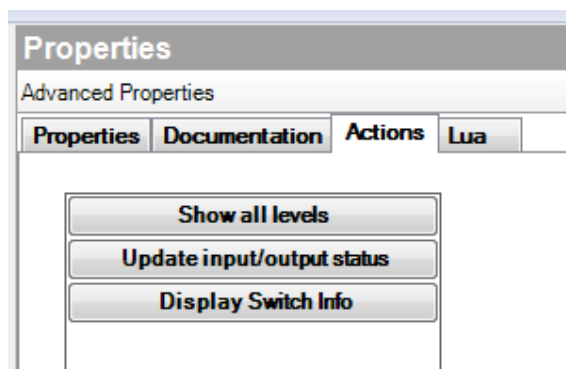 Properties
Advanced Properties
Properties Documentation Actions Lua
Show all levels
Update input/output status
Display Switch Info